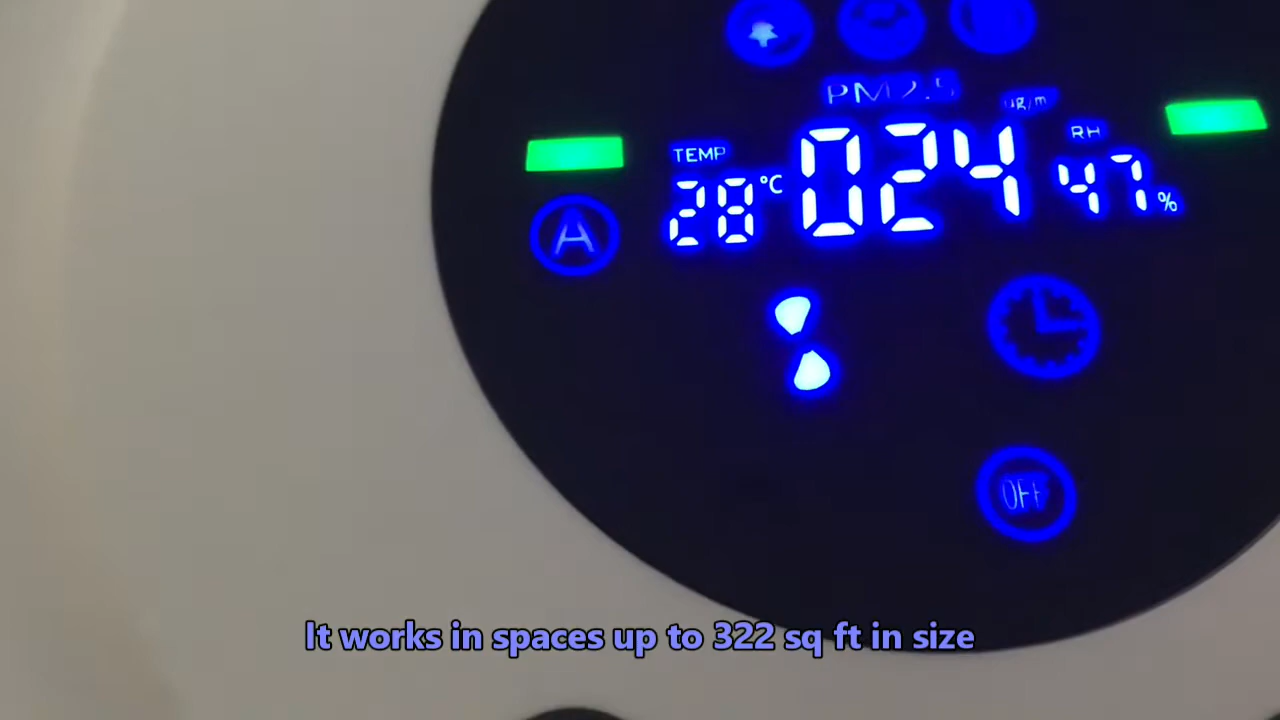 PM2.5
ug/m
TEMP
RH
28 °C
024
47 %
A
OFF
It works in spaces up to 322 sq ft in size